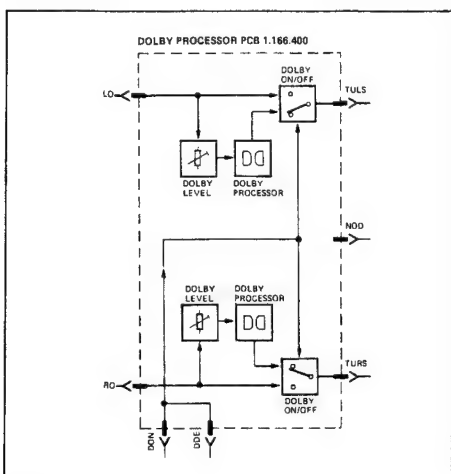 DOLBY PROCESSOR PCB 1.166.400
DOLBY
ON/OFF
LO
TULS
DOLBY
LEVEL
DOLBY
PROCESSOR
NOD
DOLBY
LEVEL
DOLBY
PROCESSOR
TURS
RO
DOLBY
ON/OFF
DON
DDE